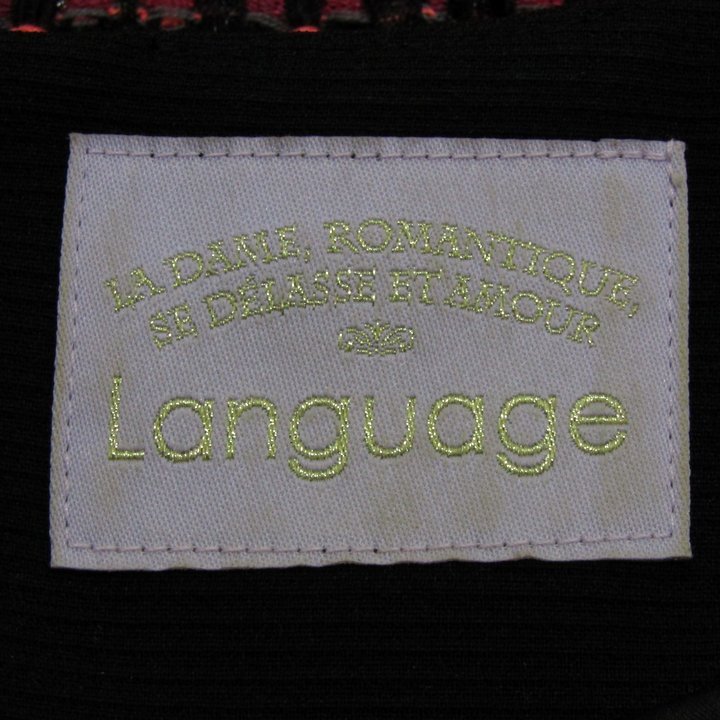 LA DAME, ROMANTIQUE,
SE DÉLASSE ET AMOUR
Language